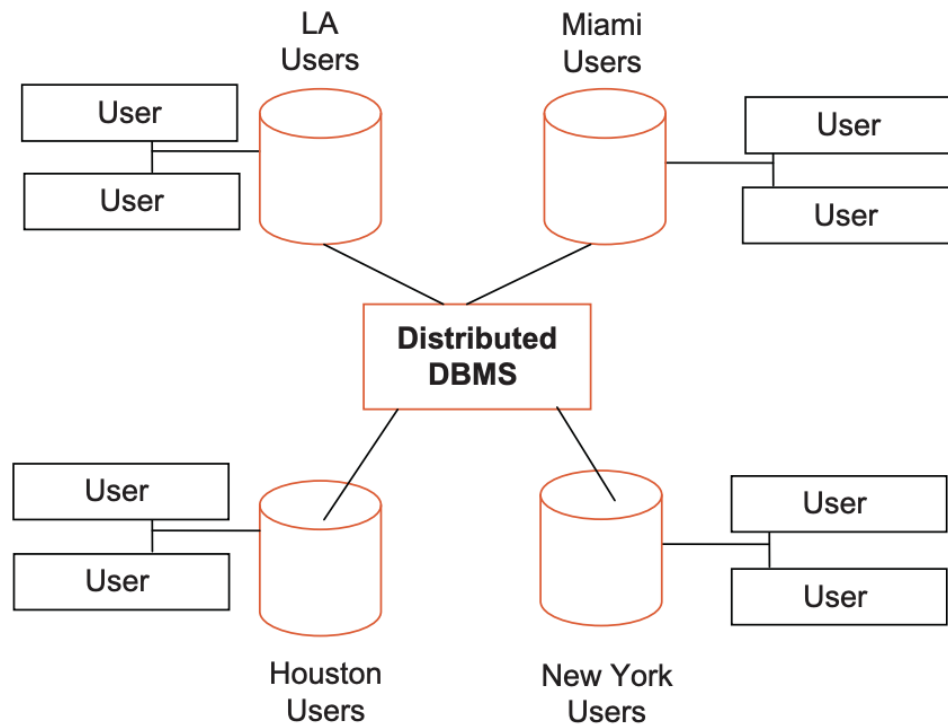 LA
Users
Miami
Users
User
User
User
User
Distributed
DBMS
User
User
User
User
Houston
Users
New York
Users